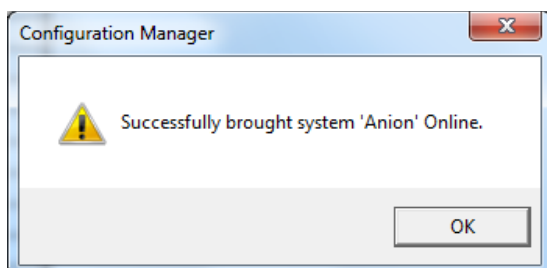 Configuration Manager
Successfully brought system 'Anion' Online.
OK